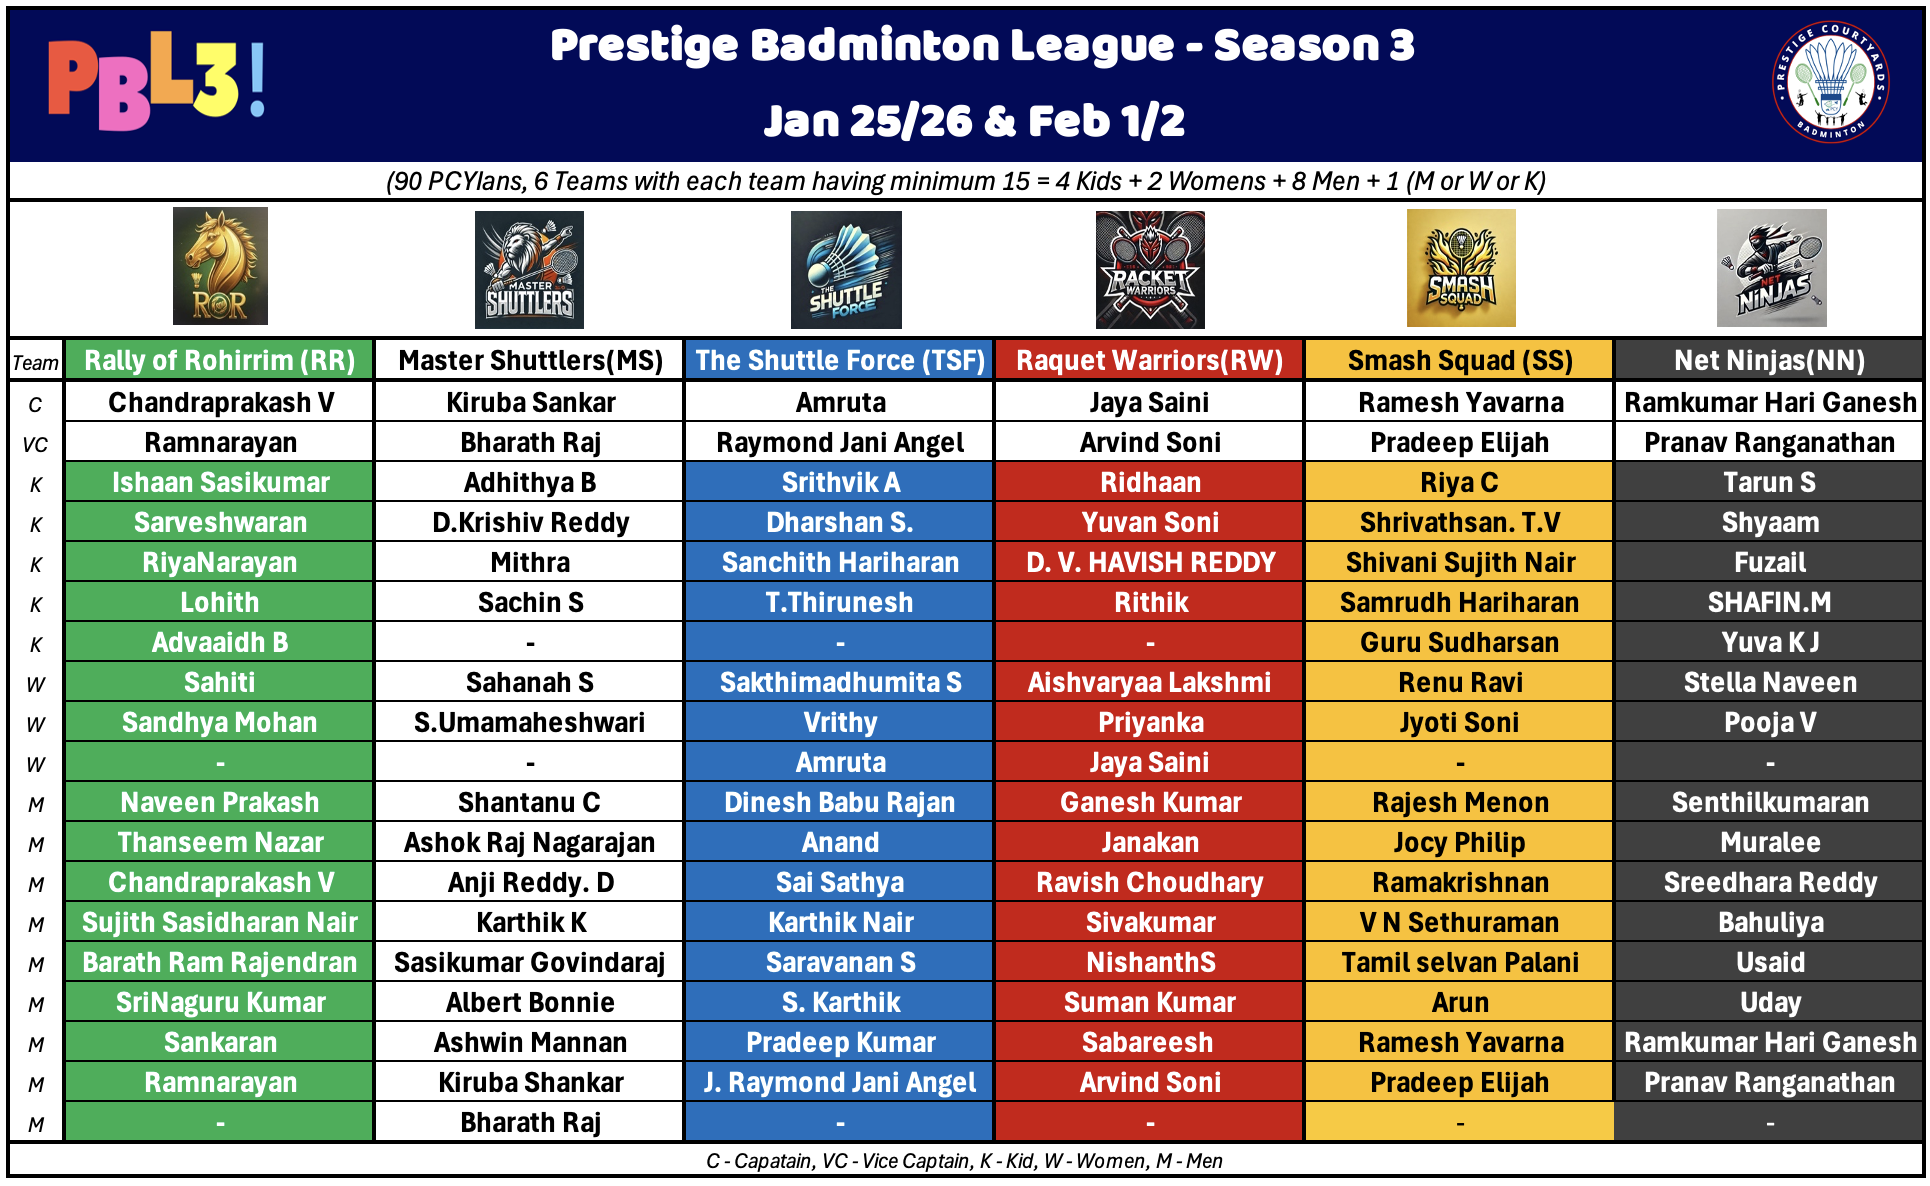 PBL3!
Prestige Badminton League - Season 3
Jan 25/26 & Feb 1/2
PRESTIGE COURTYARDS
BADMINTON
(90 PCYIans, 6 Teams with each team having minimum 15 = 4 Kids + 2 Womens + 8 Men + 1 (M or W or K)
ROR
MASTER
SHUTTLERS
THE
SHUTTLE
FORCE
RACKET
WARRIORS
SMASH
SQUAD
NET
NiNJAS
Team Rally of Rohirrim (RR) Master Shuttlers(MS) The Shuttle Force (TSF) Raquet Warriors(RW) Smash Squad (SS) Net Ninjas(NN)
C Chandraprakash V Kiruba Sankar Amruta Jaya Saini Ramesh Yavarna Ramkumar Hari Ganesh
VC Ramnarayan Bharath Raj Raymond Jani Angel Arvind Soni Pradeep Elijah Pranav Ranganathan
K Ishaan Sasikumar Adhithya B Srithvik A Ridhaan Riya C Tarun S
K Sarveshwaran D.Krishiv Reddy Dharshan S. Yuvan Soni Shrivathsan. T.V Shyaam
K RiyaNarayan Mithra Sanchith Hariharan D. V. HAVISH REDDY Shivani Sujith Nair Fuzail
K Lohith Sachin S T.Thirunesh Rithik Samrudh Hariharan SHAFIN.M
K Advaaidh B - - - Guru Sudharsan Yuva K J
W Sahiti Sahanah S Sakthimadhumita S Aishvaryaa Lakshmi Renu Ravi Stella Naveen
W Sandhya Mohan S.Umamaheshwari Vrithy Priyanka Jyoti Soni Pooja V
W - - Amruta Jaya Saini - -
M Naveen Prakash Shantanu C Dinesh Babu Rajan Ganesh Kumar Rajesh Menon Senthilkumaran
M Thanseem Nazar Ashok Raj Nagarajan Anand Janakan Jocy Philip Muralee
M Chandraprakash V Anji Reddy. D Sai Sathya Ravish Choudhary Ramakrishnan Sreedhara Reddy
M Sujith Sasidharan Nair Karthik K Karthik Nair Sivakumar V N Sethuraman Bahuliya
M Barath Ram Rajendran Sasikumar Govindaraj Saravanan S NishanthS Tamil selvan Palani Usaid
M SriNaguru Kumar Albert Bonnie S. Karthik Suman Kumar Arun Uday
M Sankaran Ashwin Mannan Pradeep Kumar Sabareesh Ramesh Yavarna Ramkumar Hari Ganesh
M Ramnarayan Kiruba Shankar J. Raymond Jani Angel Arvind Soni Pradeep Elijah Pranav Ranganathan
M - Bharath Raj - - - -
C - Capatain, VC - Vice Captain, K - Kid, W - Women, M - Men